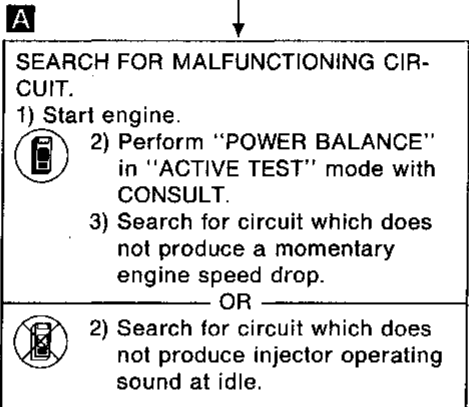 A
SEARCH FOR MALFUNCTIONING CIR-
CUIT.
1) Start engine.
2) Perform "POWER BALANCE"
in "ACTIVE TEST" mode with
CONSULT.
3) Search for circuit which does
not produce a momentary
engine speed drop.
OR
2) Search for circuit which does
not produce injector operating
sound at idle.